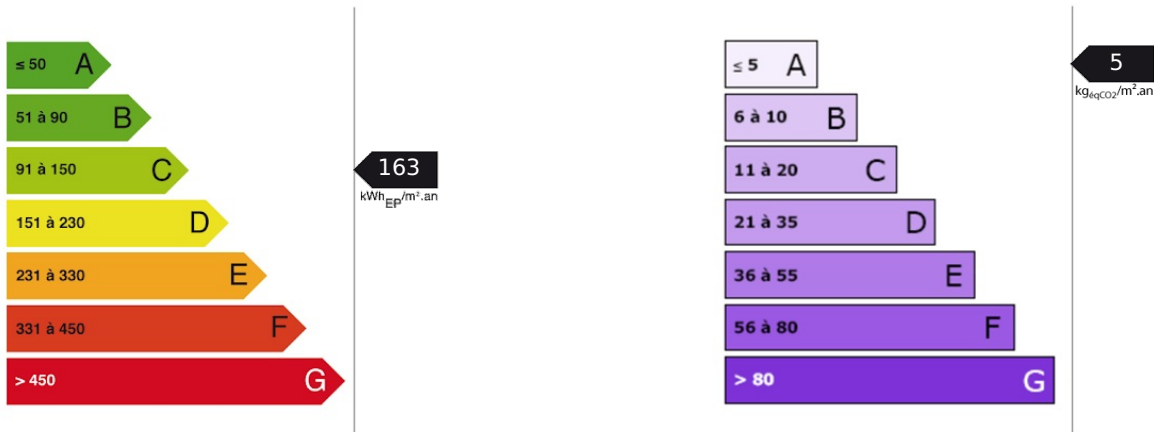 ≤ 50 A
51 à 90 B
91 à 150 C
151 à 230 D
231 à 330 E
331 à 450 F
> 450 G
163
kWhEP/m².an
≤ 5 A
6 à 10 B
11 à 20 C
21 à 35 D
36 à 55 E
56 à 80 F
> 80 G
5
kgéqCO2/m².an